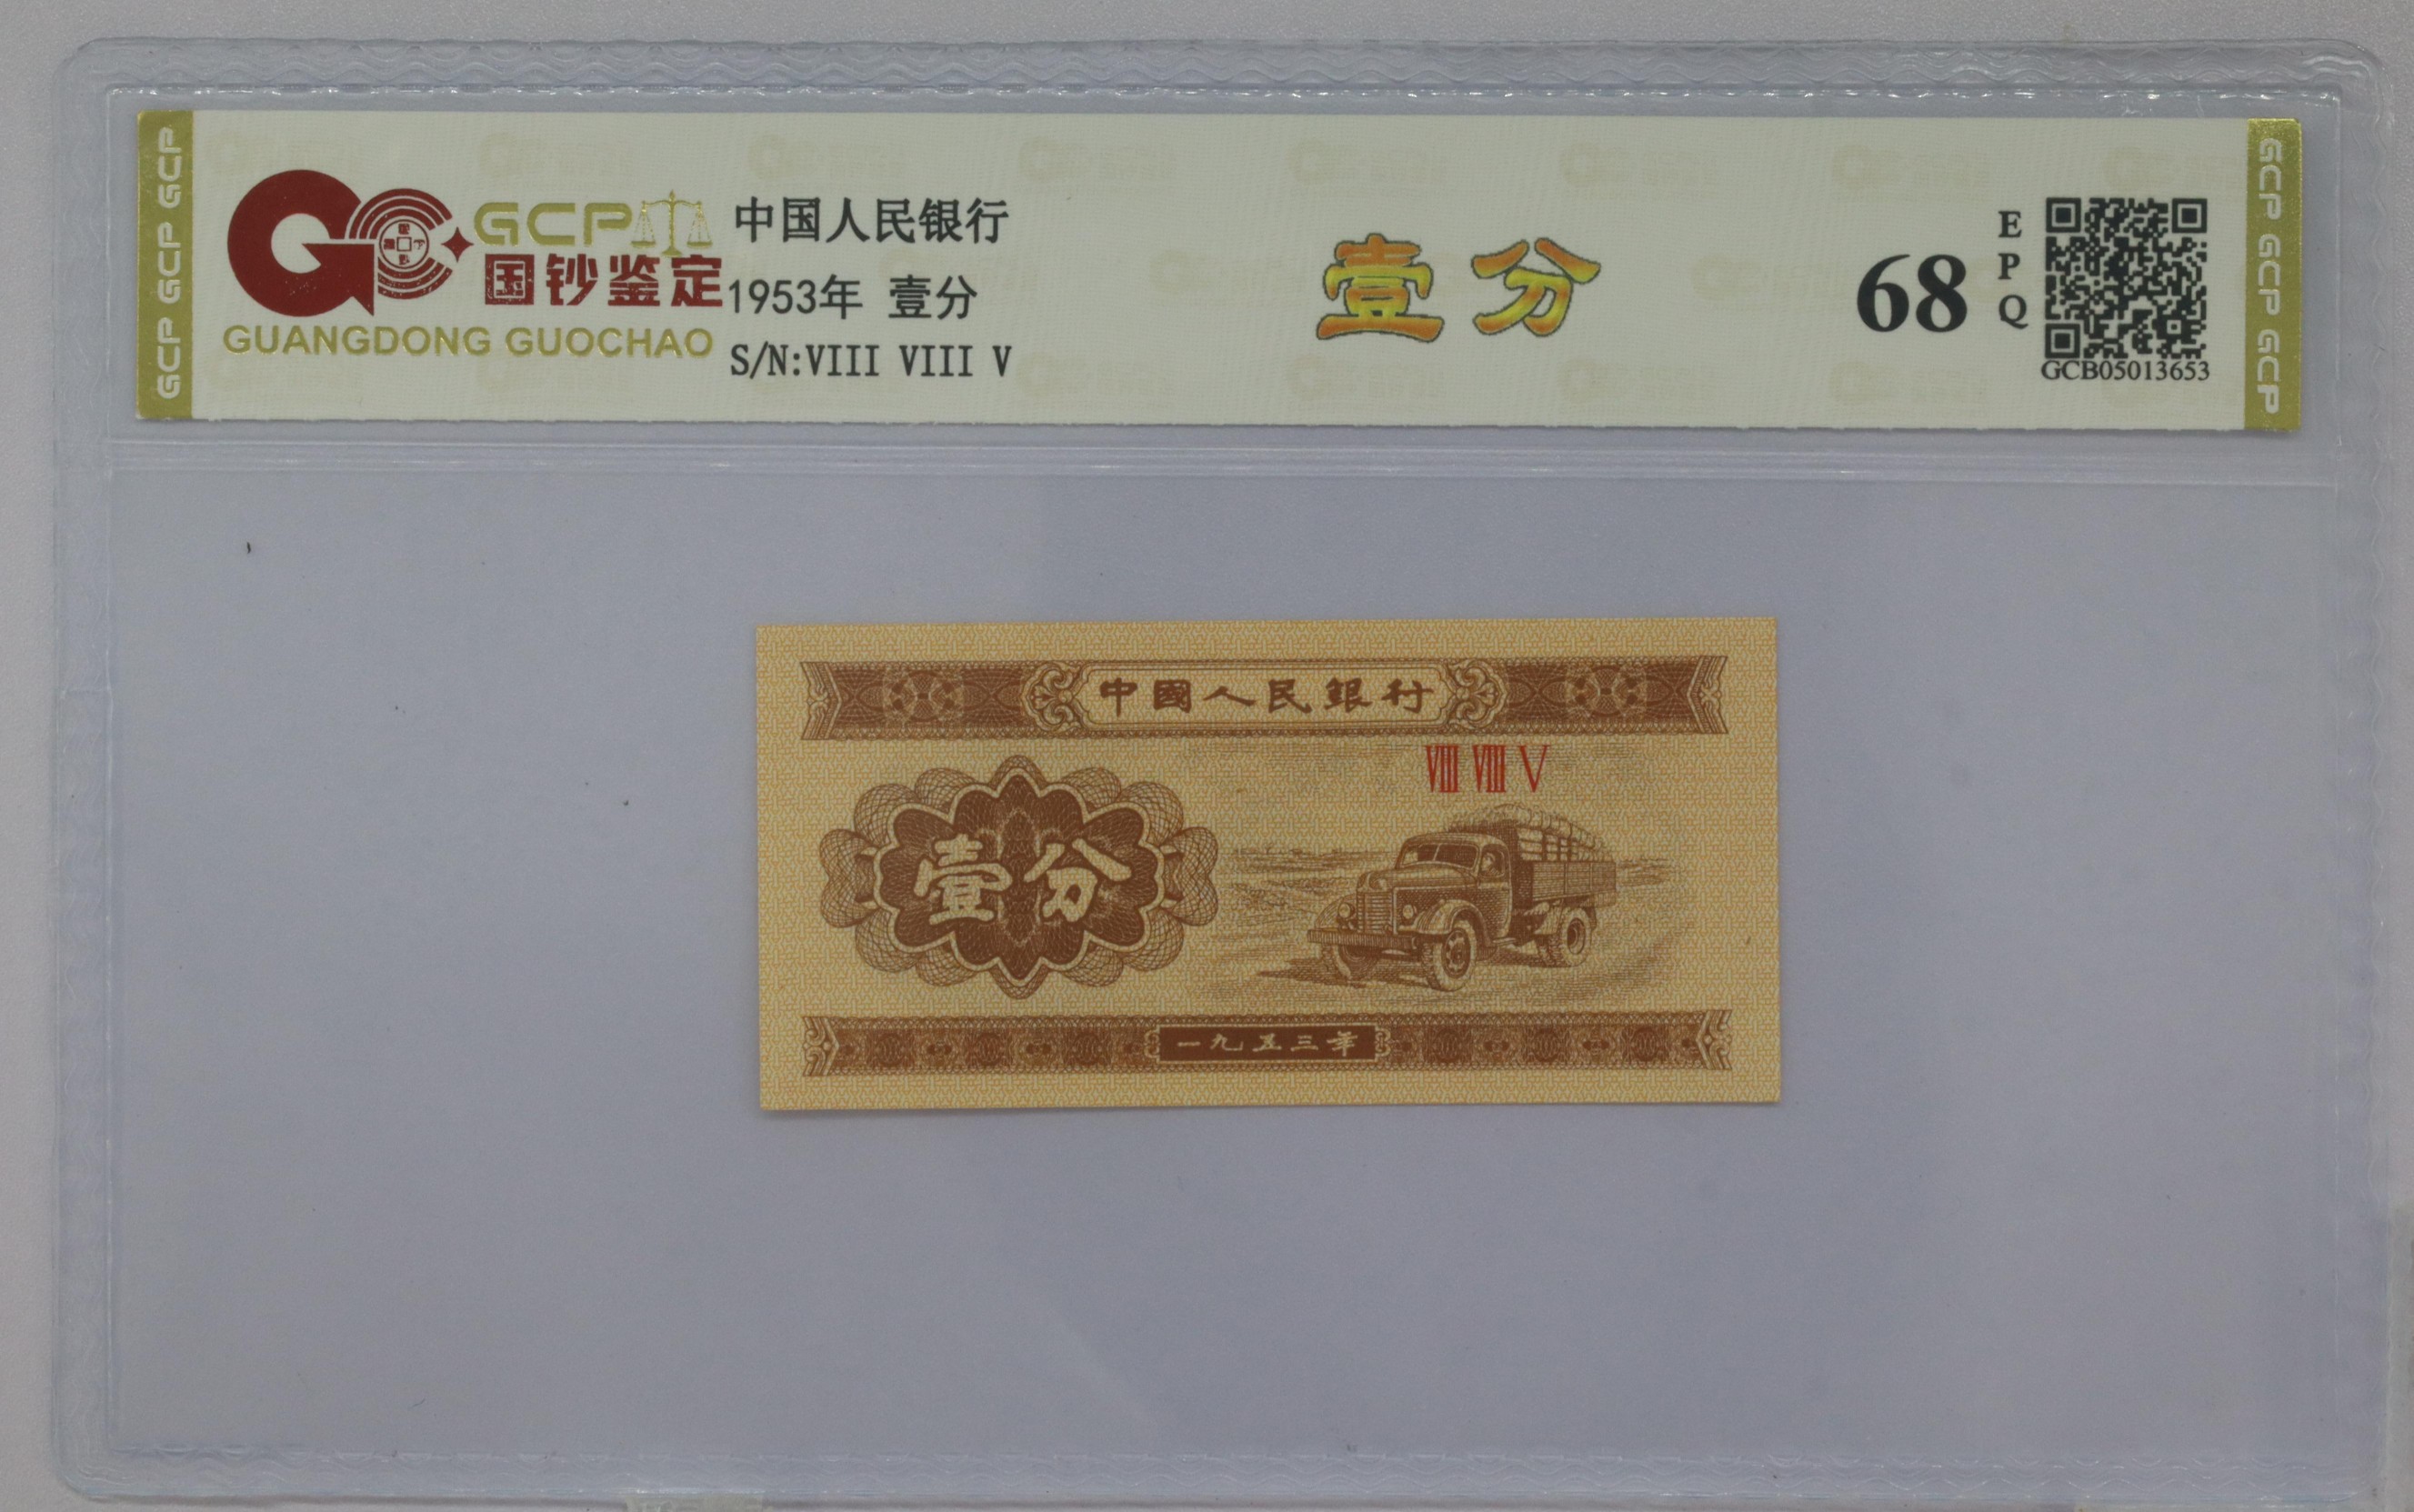 GCP GCP GCP
GCP
国钞鉴定
GUANGDONG GUOCHAO
中国人民银行
1953年 壹分
S/N:VIII VIII V
壹分
68
EPQ
GCB05013653
GCP GCP GCP
中國人民銀行
VIII VIII V
壹分
一九五三年